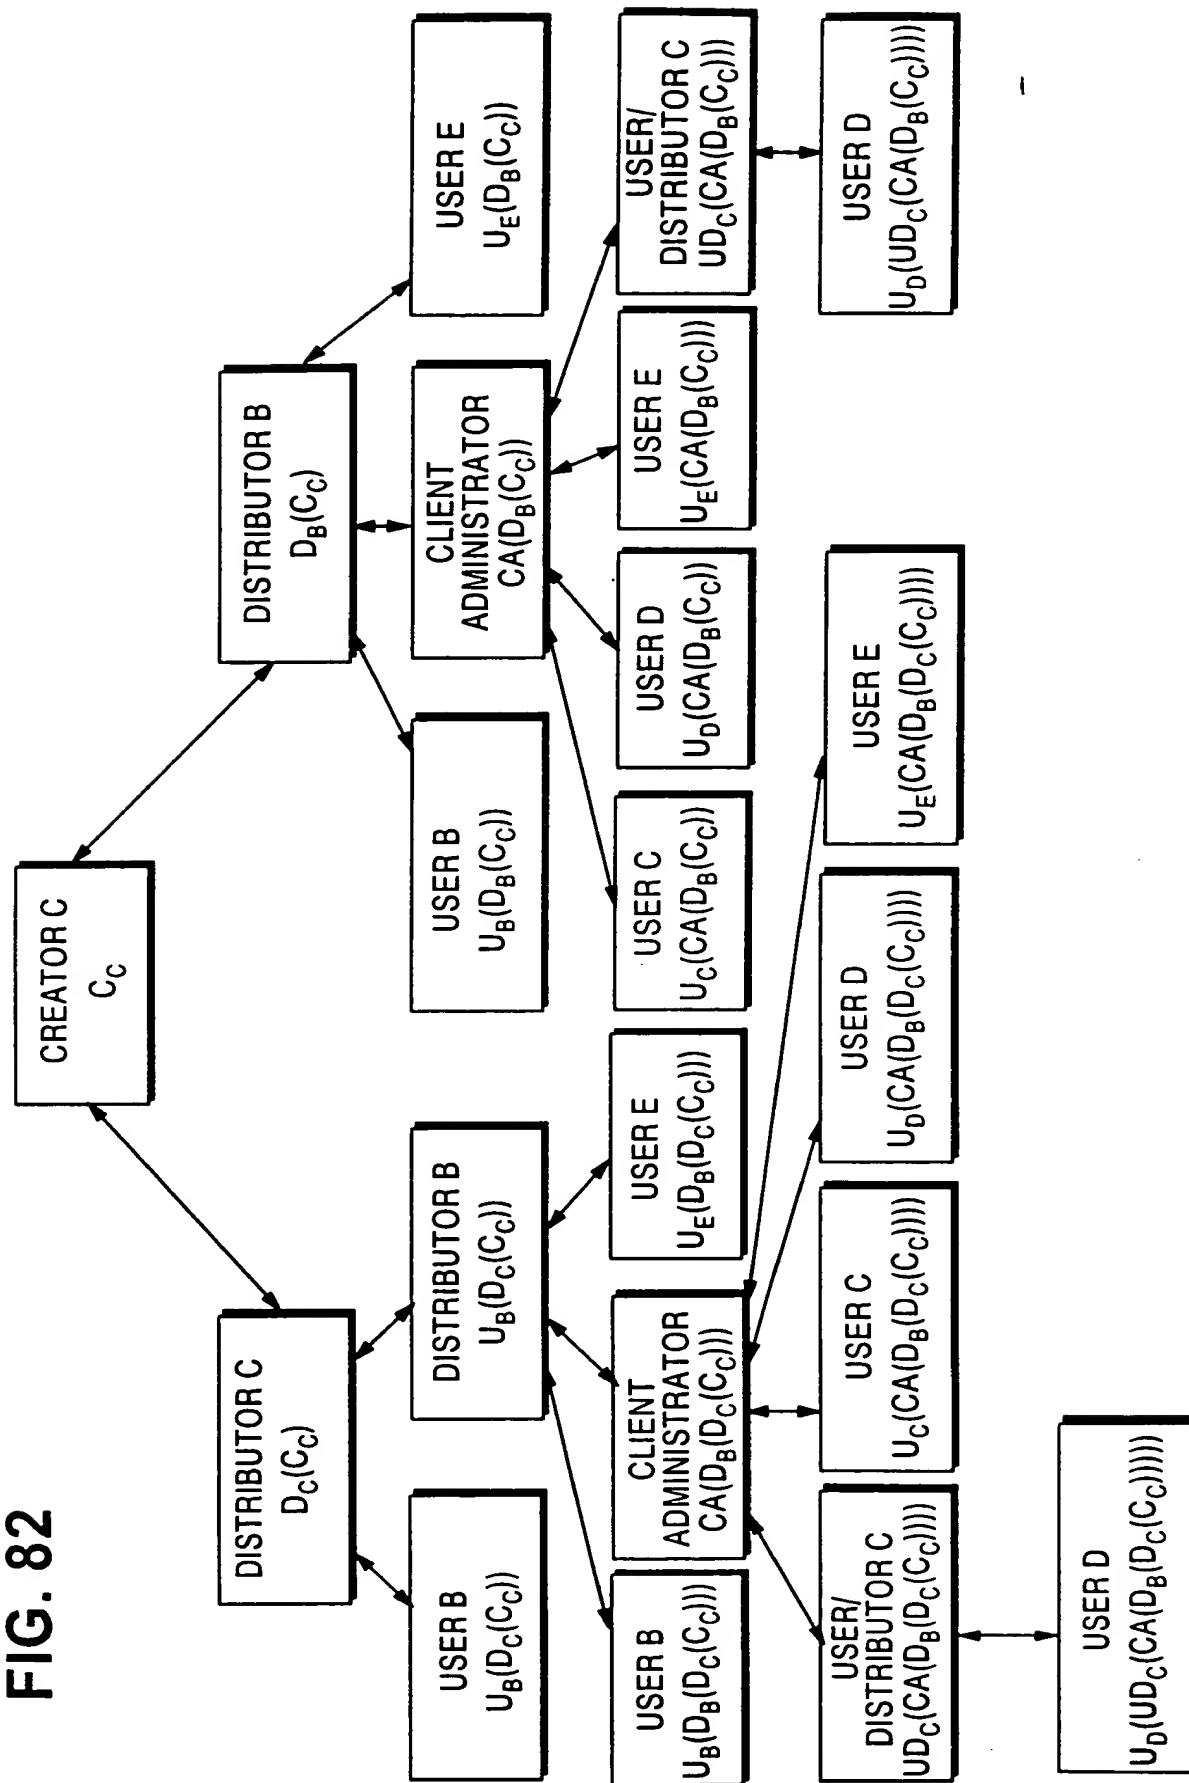 FIG. 82
CREATOR C
C_C
DISTRIBUTOR C
D_C(C_C)
DISTRIBUTOR B
D_B(C_C)
USER B
U_B(D_C(C_C))
DISTRIBUTOR B
U_B(D_C(C_C))
USER B
U_B(D_B(C_C))
CLIENT
ADMINISTRATOR
CA(D_B(C_C))
USER E
U_E(D_B(C_C))
USER B
U_B(D_B(D_C(C_C)))
CLIENT
ADMINISTRATOR
CA(D_B(D_C(C_C)))
USER E
U_E(D_B(D_C(C_C)))
USER C
U_C(CA(D_B(C_C))
USER D
U_D(CA(D_B(C_C))
USER E
U_E(CA(D_B(C_C)))
USER/
DISTRIBUTOR C
UD_C(CA(D_B(C_C)))
USER/
DISTRIBUTOR C
UD_C(CA(D_B(D_C(C_C))))
USER C
U_C(CA(D_B(D_C(C_C))))
USER D
U_D(CA(D_B(D_C(C_C))))
USER E
U_E(CA(D_B(D_C(C_C))))
USER D
U_D(UD_C(CA(D_B(C_C))))
USER D
U_D(UD_C(CA(D_B(D_C(C_C)))))